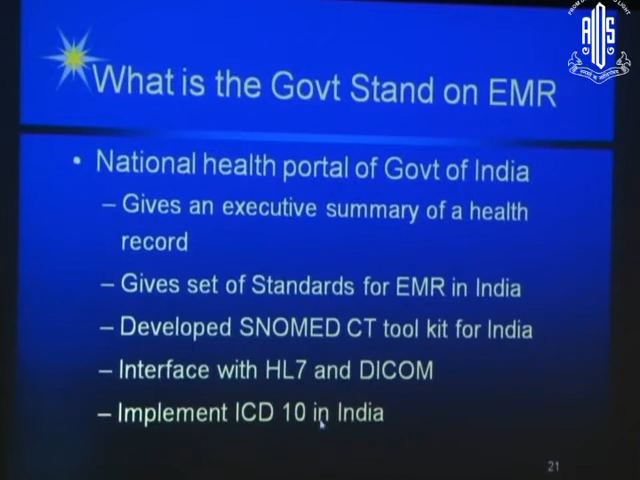 What is the Govt Stand on EMR
• National health portal of Govt of India
– Gives an executive summary of a health
record
– Gives set of Standards for EMR in India
– Developed SNOMED CT tool kit for India
– Interface with HL7 and DICOM
– Implement ICD 10 in India
21